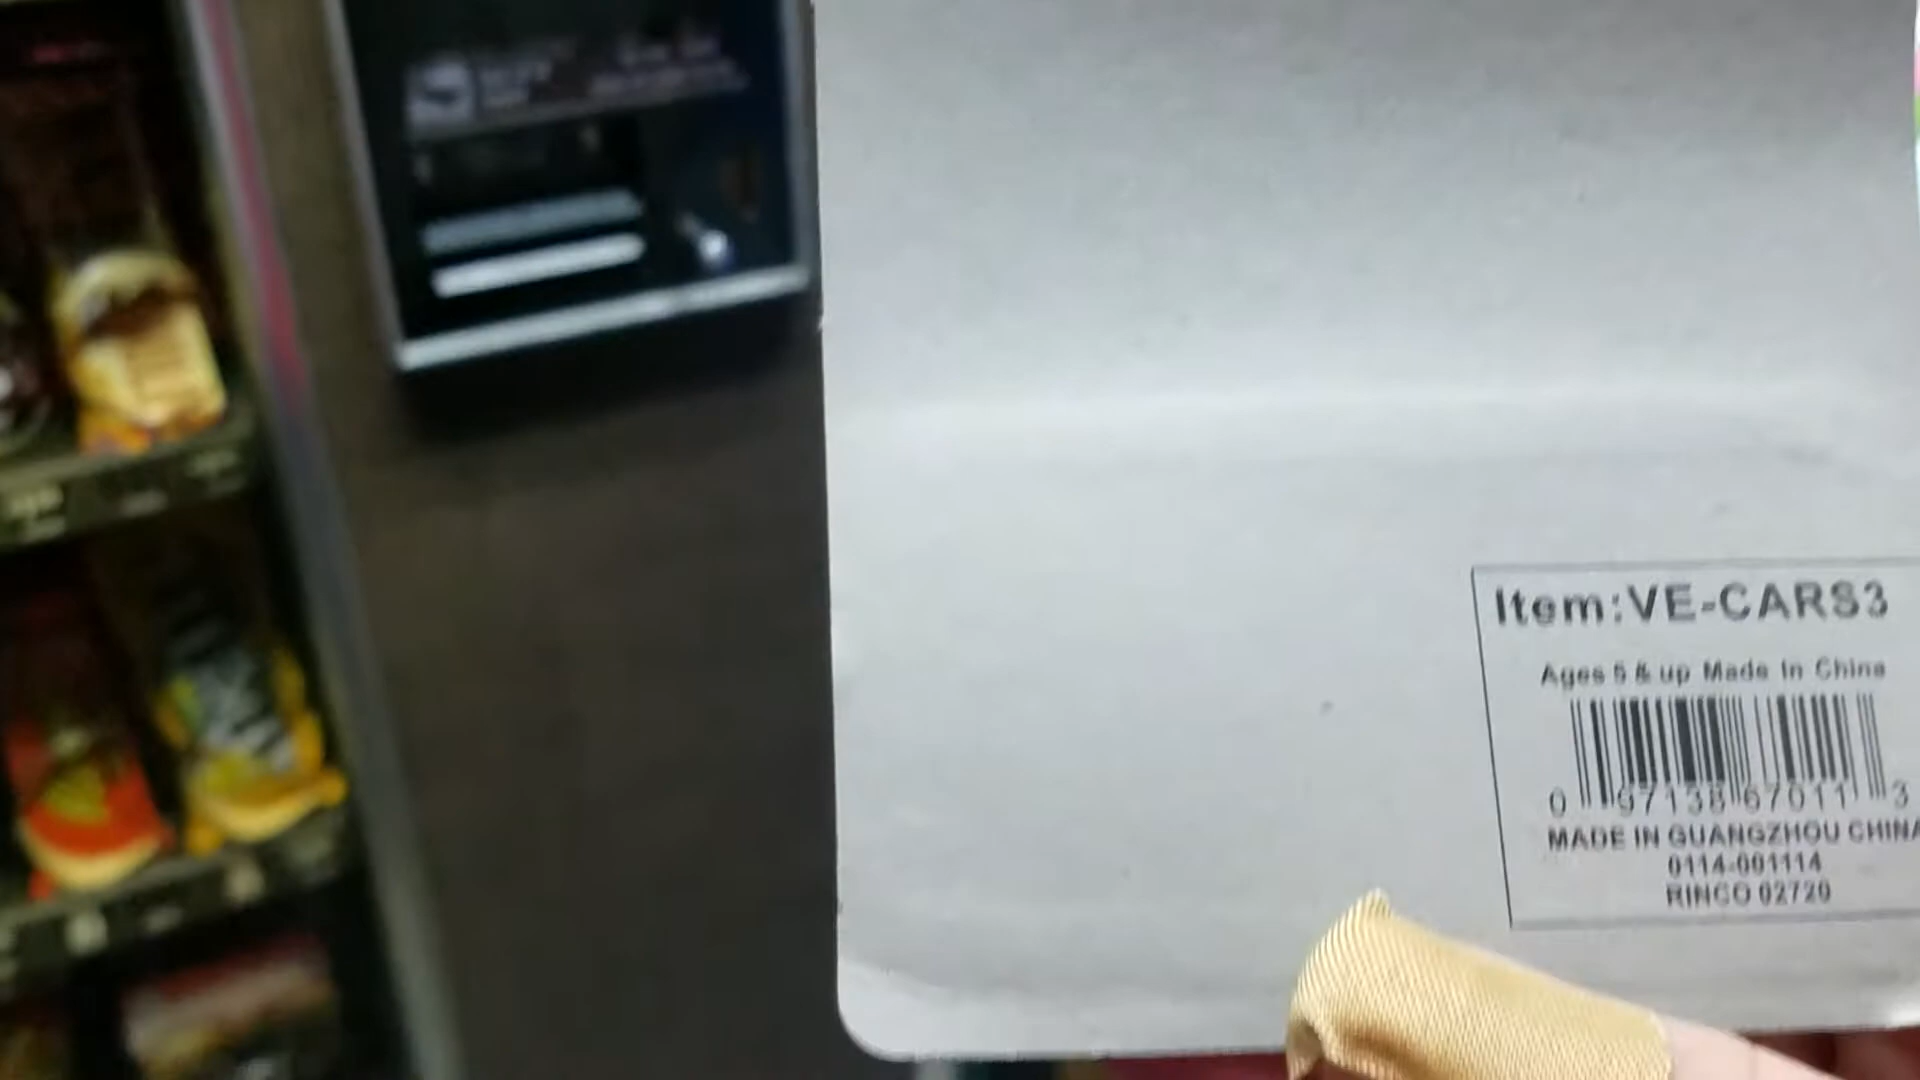 Item:VE-CARS3
Ages 5 & up Made In China
0 97138 67011 3
MADE IN GUANGZHOU CHINA
0114-001114
RINCO 02720